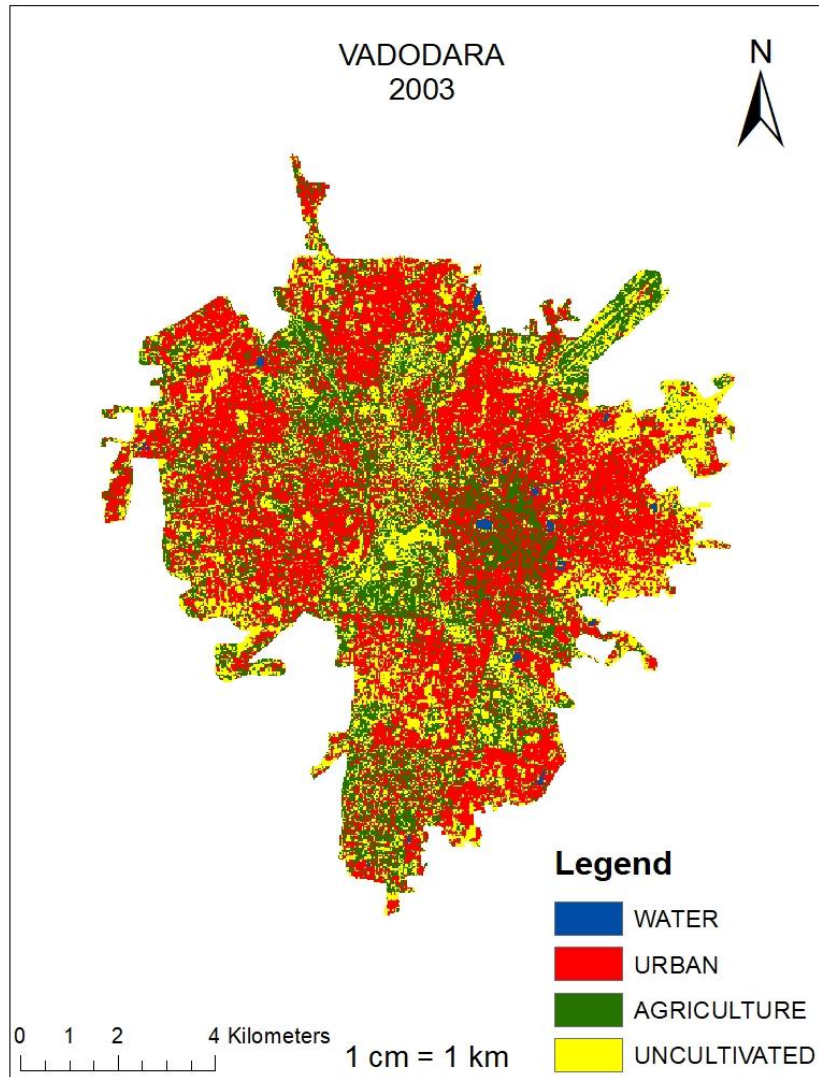 VADODARA
2003
N
Legend
WATER
URBAN
AGRICULTURE
UNCULTIVATED
0 1 2 4 Kilometers
1 cm = 1 km